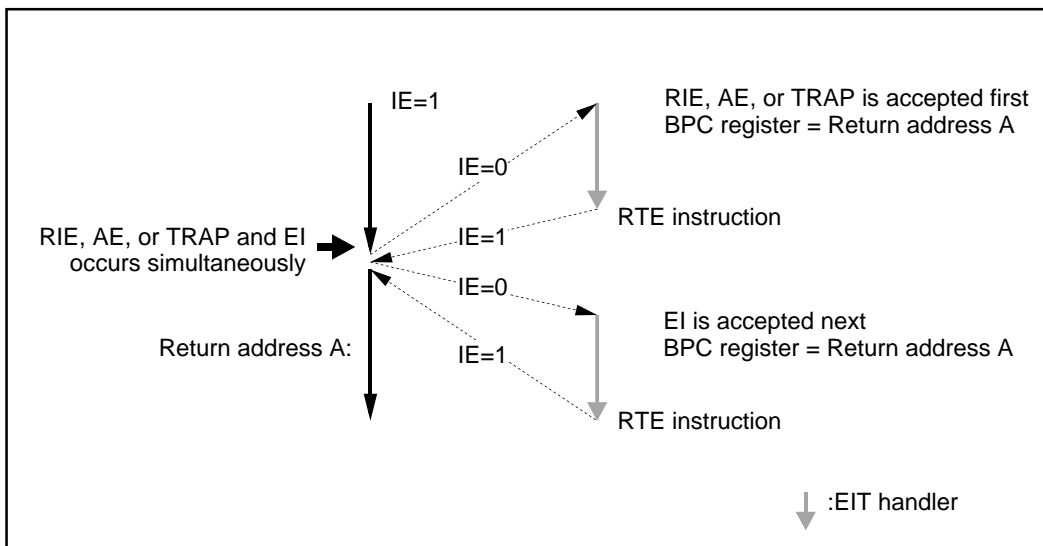 IE=1
RIE, AE, or TRAP is accepted first
BPC register = Return address A
IE=0
RTE instruction
RIE, AE, or TRAP and EI
occurs simultaneously
IE=1
IE=0
EI is accepted next
BPC register = Return address A
Return address A:
IE=1
RTE instruction
:EIT handler